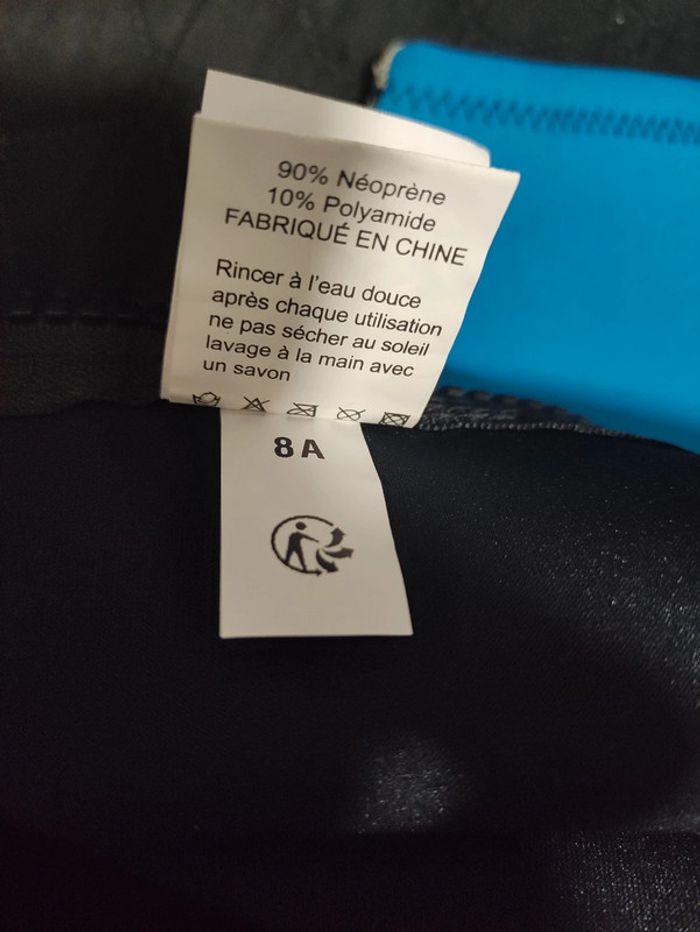 90% Néoprène
10% Polyamide
FABRIQUÉ EN CHINE
Rincer à l'eau douce
après chaque utilisation
ne pas sécher au soleil
lavage à la main avec
un savon
8A